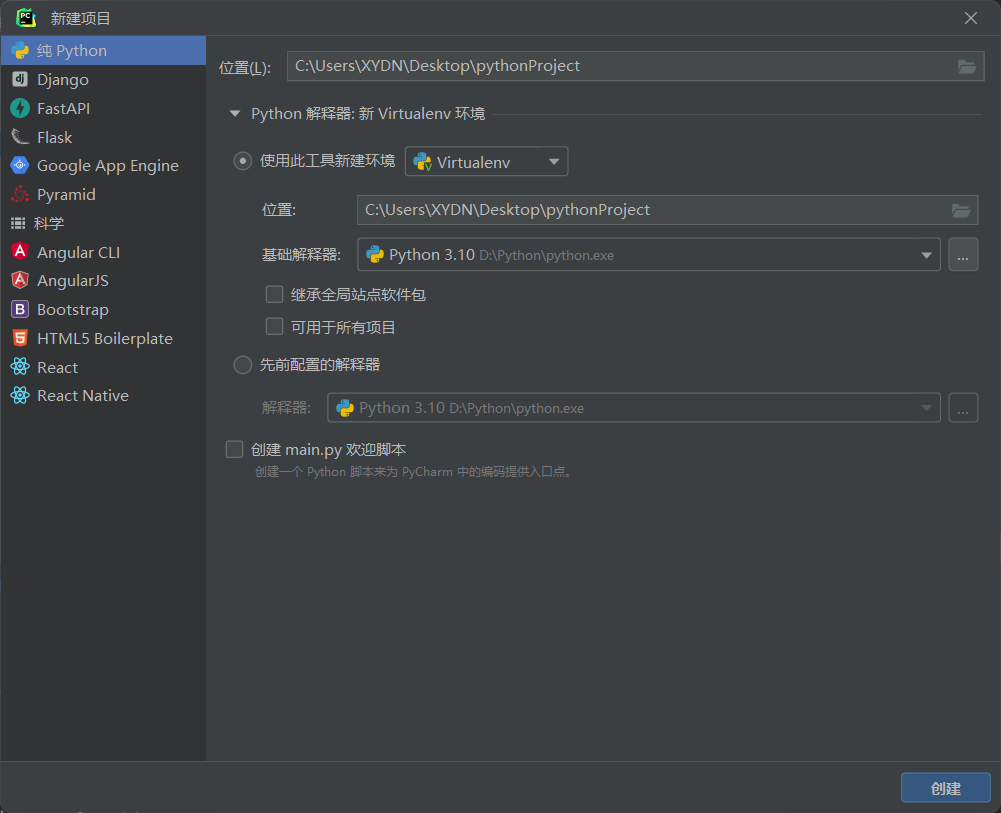 新建项目
纯 Python
Django
FastAPI
Flask
Google App Engine
Pyramid
科学
Angular CLI
AngularJS
Bootstrap
HTML5 Boilerplate
React
React Native
位置(L): C:\Users\XYDN\Desktop\pythonProject
Python 解释器: 新 Virtualenv 环境
使用此工具新建环境 Virtualenv
位置: C:\Users\XYDN\Desktop\pythonProject
基础解释器: Python 3.10 D:\Python\python.exe ...
继承全局站点软件包
可用于所有项目
先前配置的解释器
解释器: Python 3.10 D:\Python\python.exe ...
创建 main.py 欢迎脚本
创建一个 Python 脚本来为 PyCharm 中的编码提供入口点。
创建